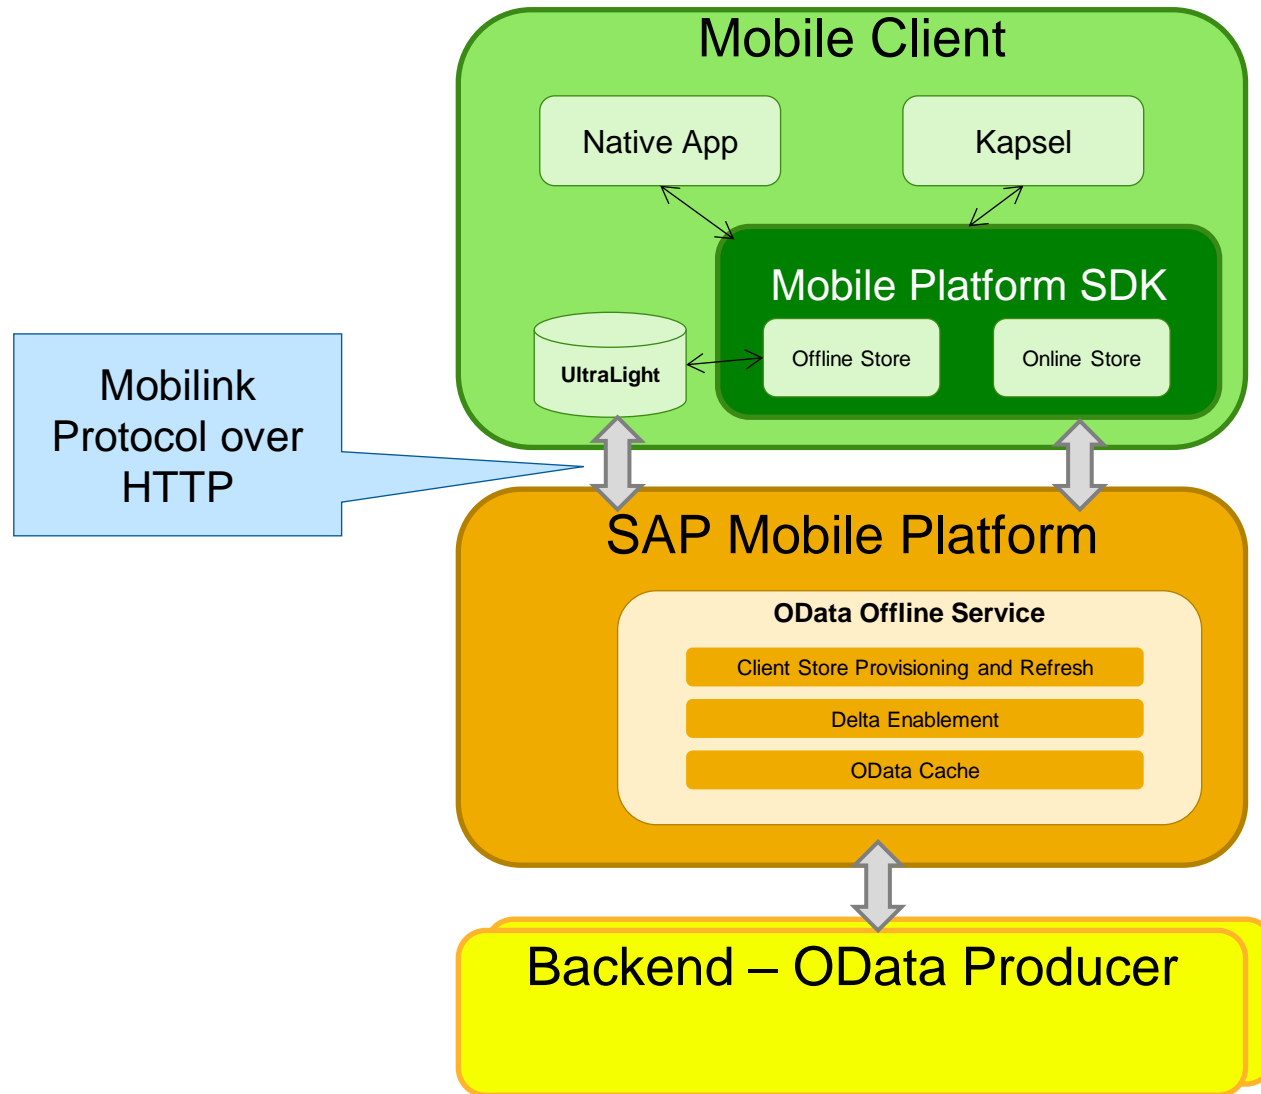 Mobile Client
Native App
Kapsel
Mobile Platform SDK
UltraLight
Offline Store
Online Store
Mobilink
Protocol over
HTTP
SAP Mobile Platform
OData Offline Service
Client Store Provisioning and Refresh
Delta Enablement
OData Cache
Backend – OData Producer